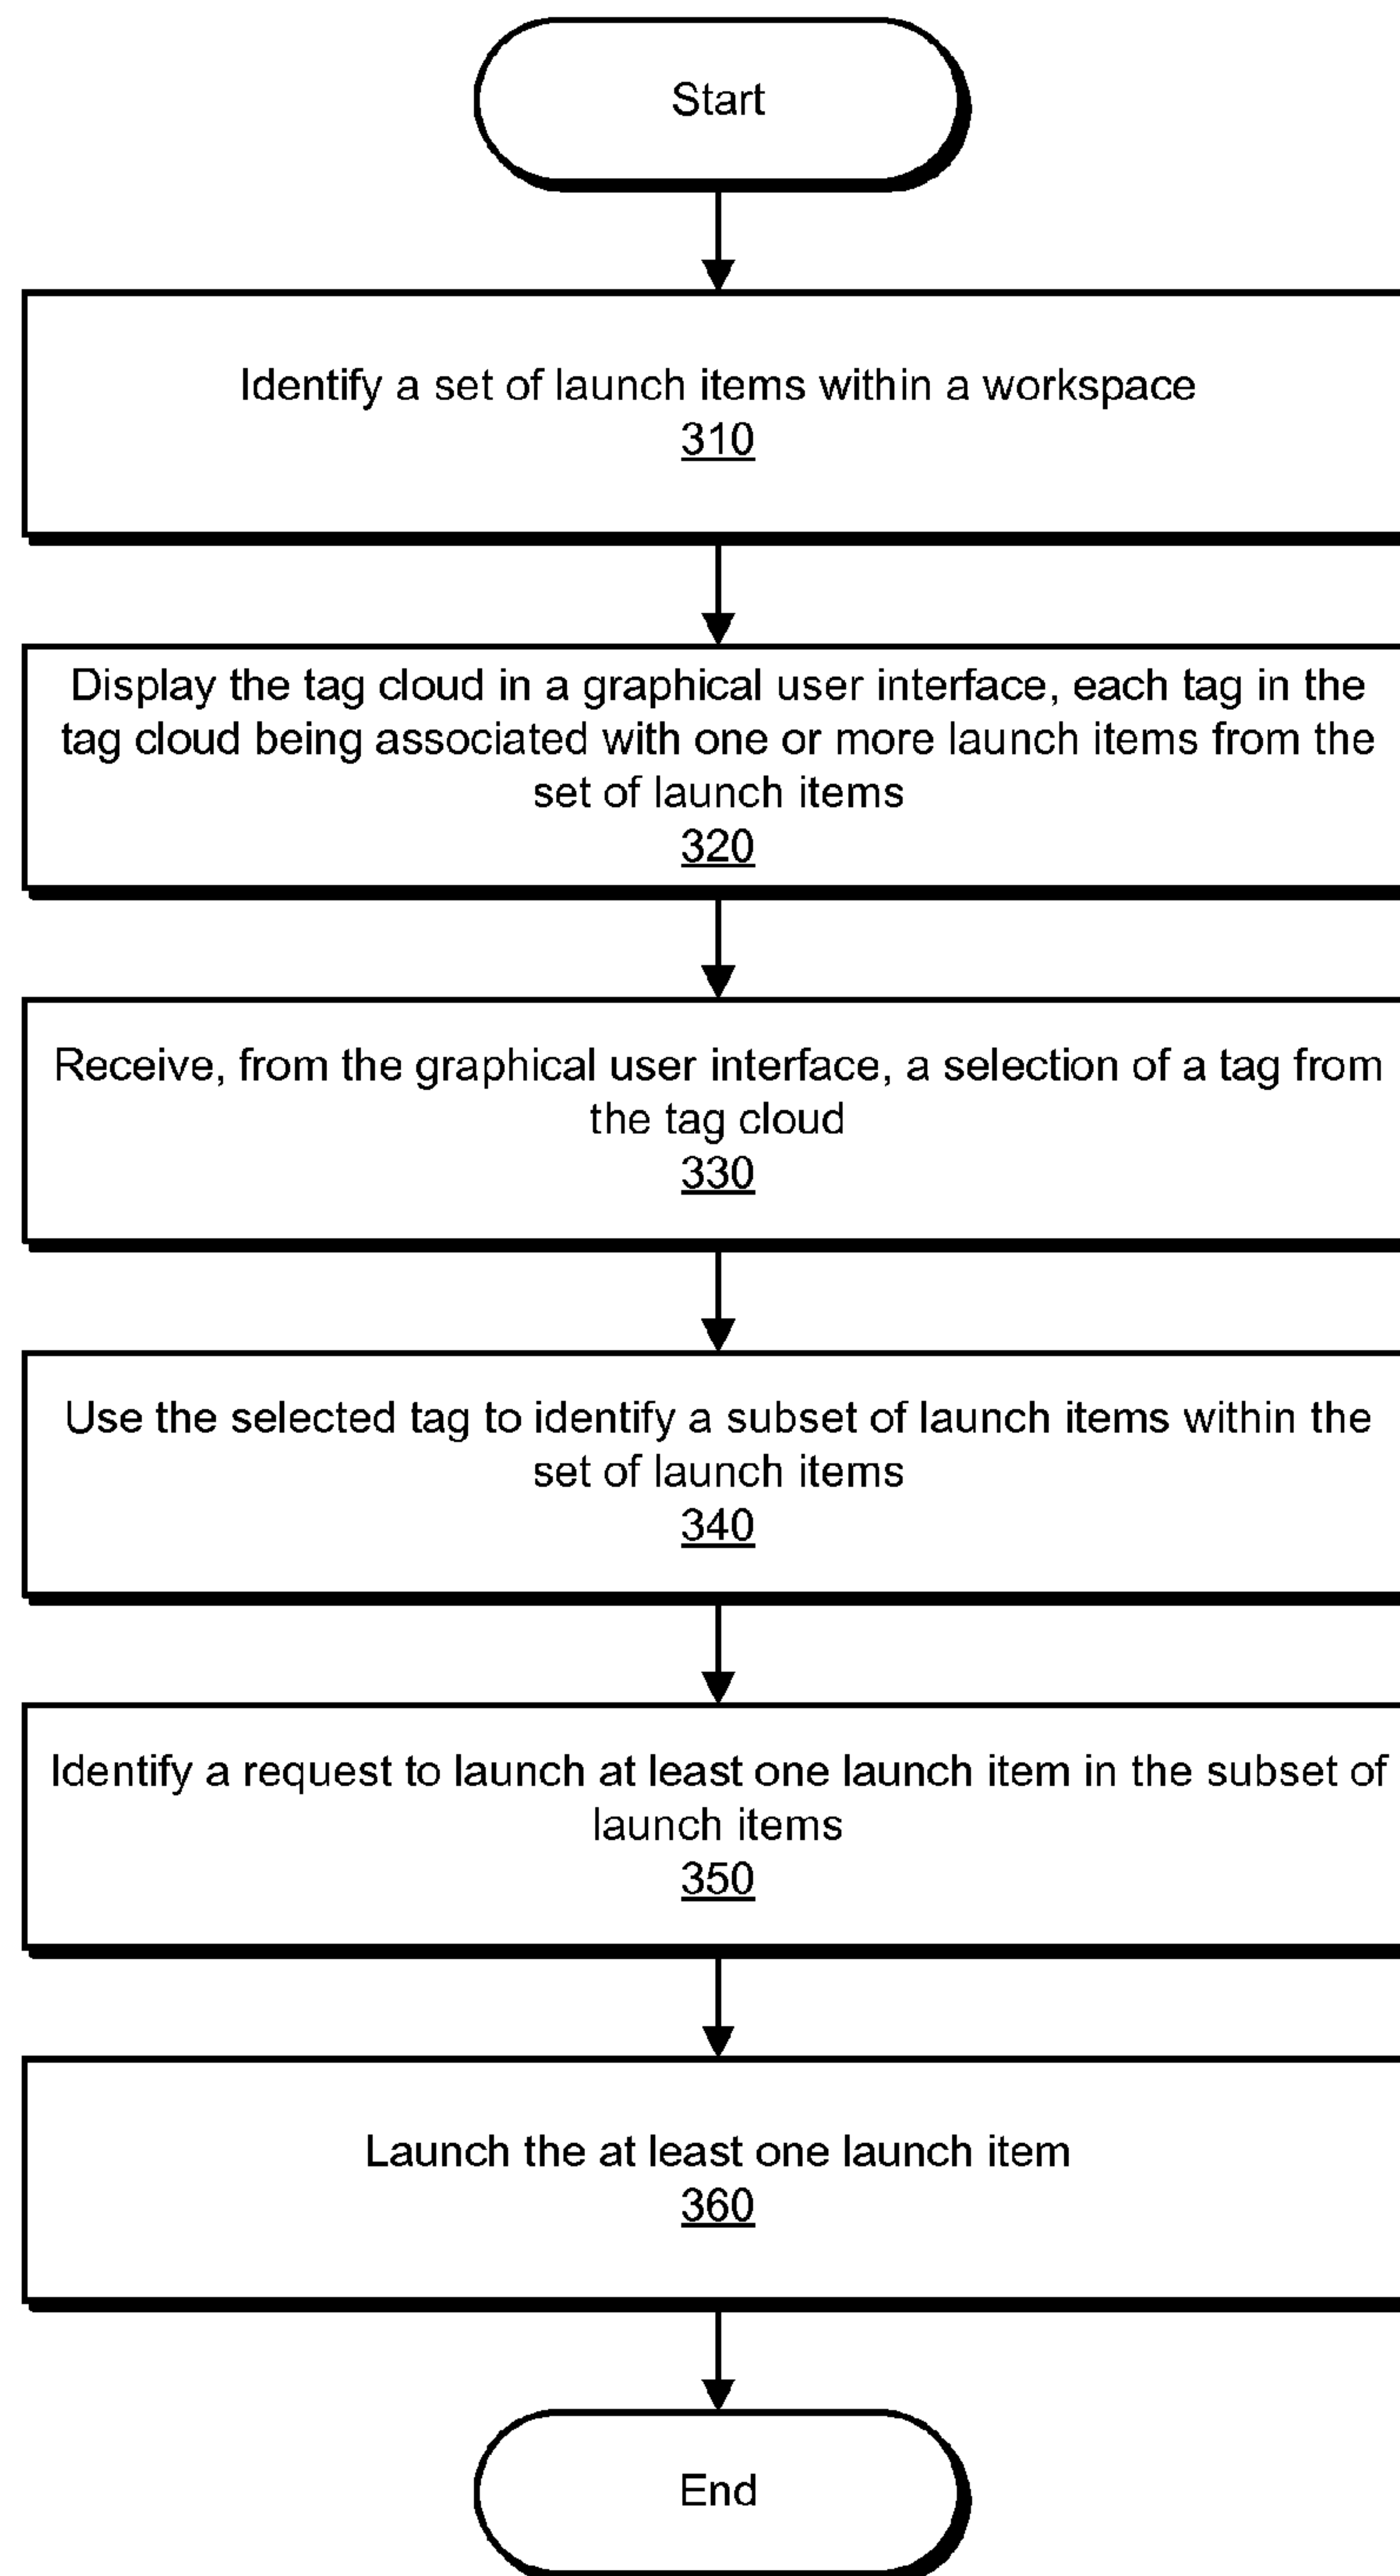 Start
Identify a set of launch items within a workspace
310
Display the tag cloud in a graphical user interface, each tag in the
tag cloud being associated with one or more launch items from the
set of launch items
320
Receive, from the graphical user interface, a selection of a tag from
the tag cloud
330
Use the selected tag to identify a subset of launch items within the
set of launch items
340
Identify a request to launch at least one launch item in the subset of
launch items
350
Launch the at least one launch item
360
End